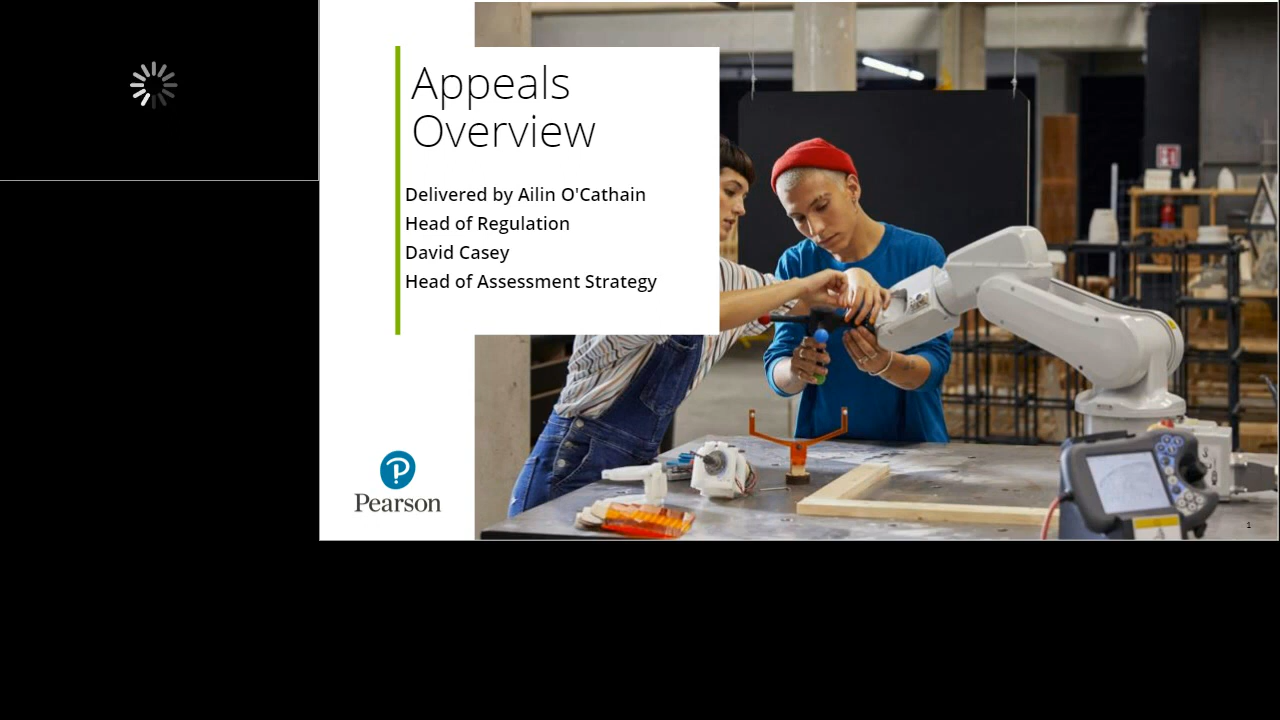 Appeals
Overview
Delivered by Ailin O'Cathain
Head of Regulation
David Casey
Head of Assessment Strategy
Pearson
1